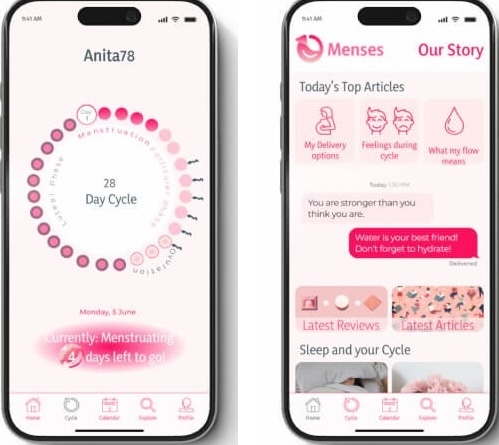 9:41 AM
Anita78
Day
1
Menstruation
Follicular phase
Ovulation
Luteal Phase
28
Day Cycle
Monday, 5 June
Currently: Menstruating
4 days left to go!
Home
Cycle
Calendar
Explore
Profile
9:41 AM
Menses
Our Story
Today's Top Articles
My Delivery
options
Feelings during
cycle
What my flow
means
Today 1:30 PM
You are stronger than you
think you are.
Water is your best friend!
Don't forget to hydrate!
Delivered
Latest Reviews
Latest Articles
Sleep and your Cycle
Home
Cycle
Calendar
Explore
Profile